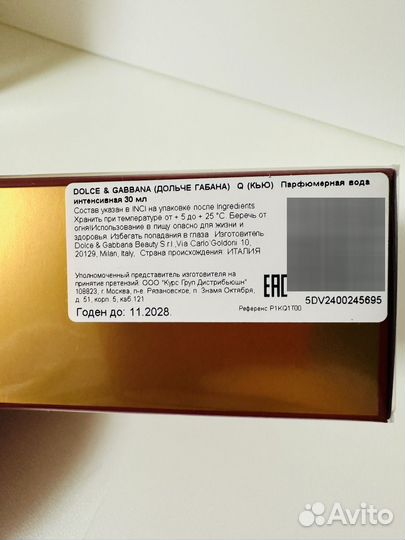 DOLCE & GABBANA (ДОЛЬЧЕ ГАБАНА) Q (КЬЮ) Парфюмерная вода
интенсивная 30 мл
Состав указан в INCI на упаковке после Ingredients
Хранить при температуре от + 5 до + 25 °С. Беречь от
огня!Использование в пищу опасно для жизни и
здоровья. Избегать попадания в глаза. Изготовитель
Dolce & Gabbana Beauty S.r.l.,Via Carlo Goldoni 10,
20129, Milan, Italy, Страна происхождения: ИТАЛИЯ
Уполномоченный представитель изготовителя на
принятие претензий: ООО "Курс Груп Дистрибьюшн"
108823, г. Москва, п-е. Рязановское, п. Знамя Октября,
д. 51, корп. 5, каб 121
EAC
5DV2400245695
Референс P1KQ1T00
Годен до: 11.2028.
Avito